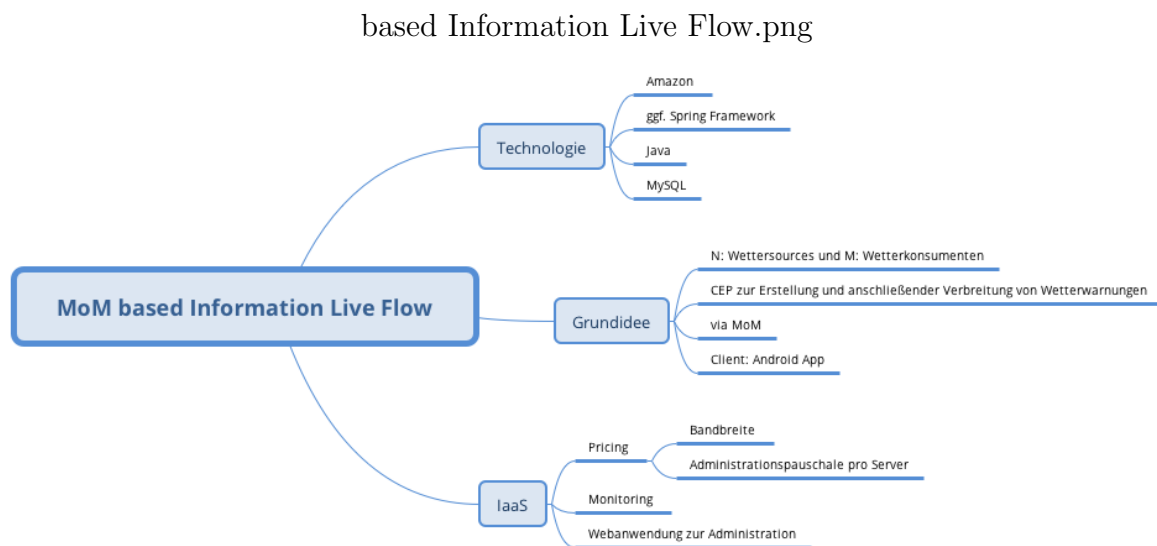 based Information Live Flow.png
Amazon
ggf. Spring Framework
Technologie
Java
MySQL
N: Wettersources und M: Wetterkonsumenten
CEP zur Erstellung und anschließender Verbreitung von Wetterwarnungen
MoM based Information Live Flow
Grundidee
via MoM
Client: Android App
Bandbreite
Pricing
Administrationspauschale pro Server
IaaS
Monitoring
Webanwendung zur Administration